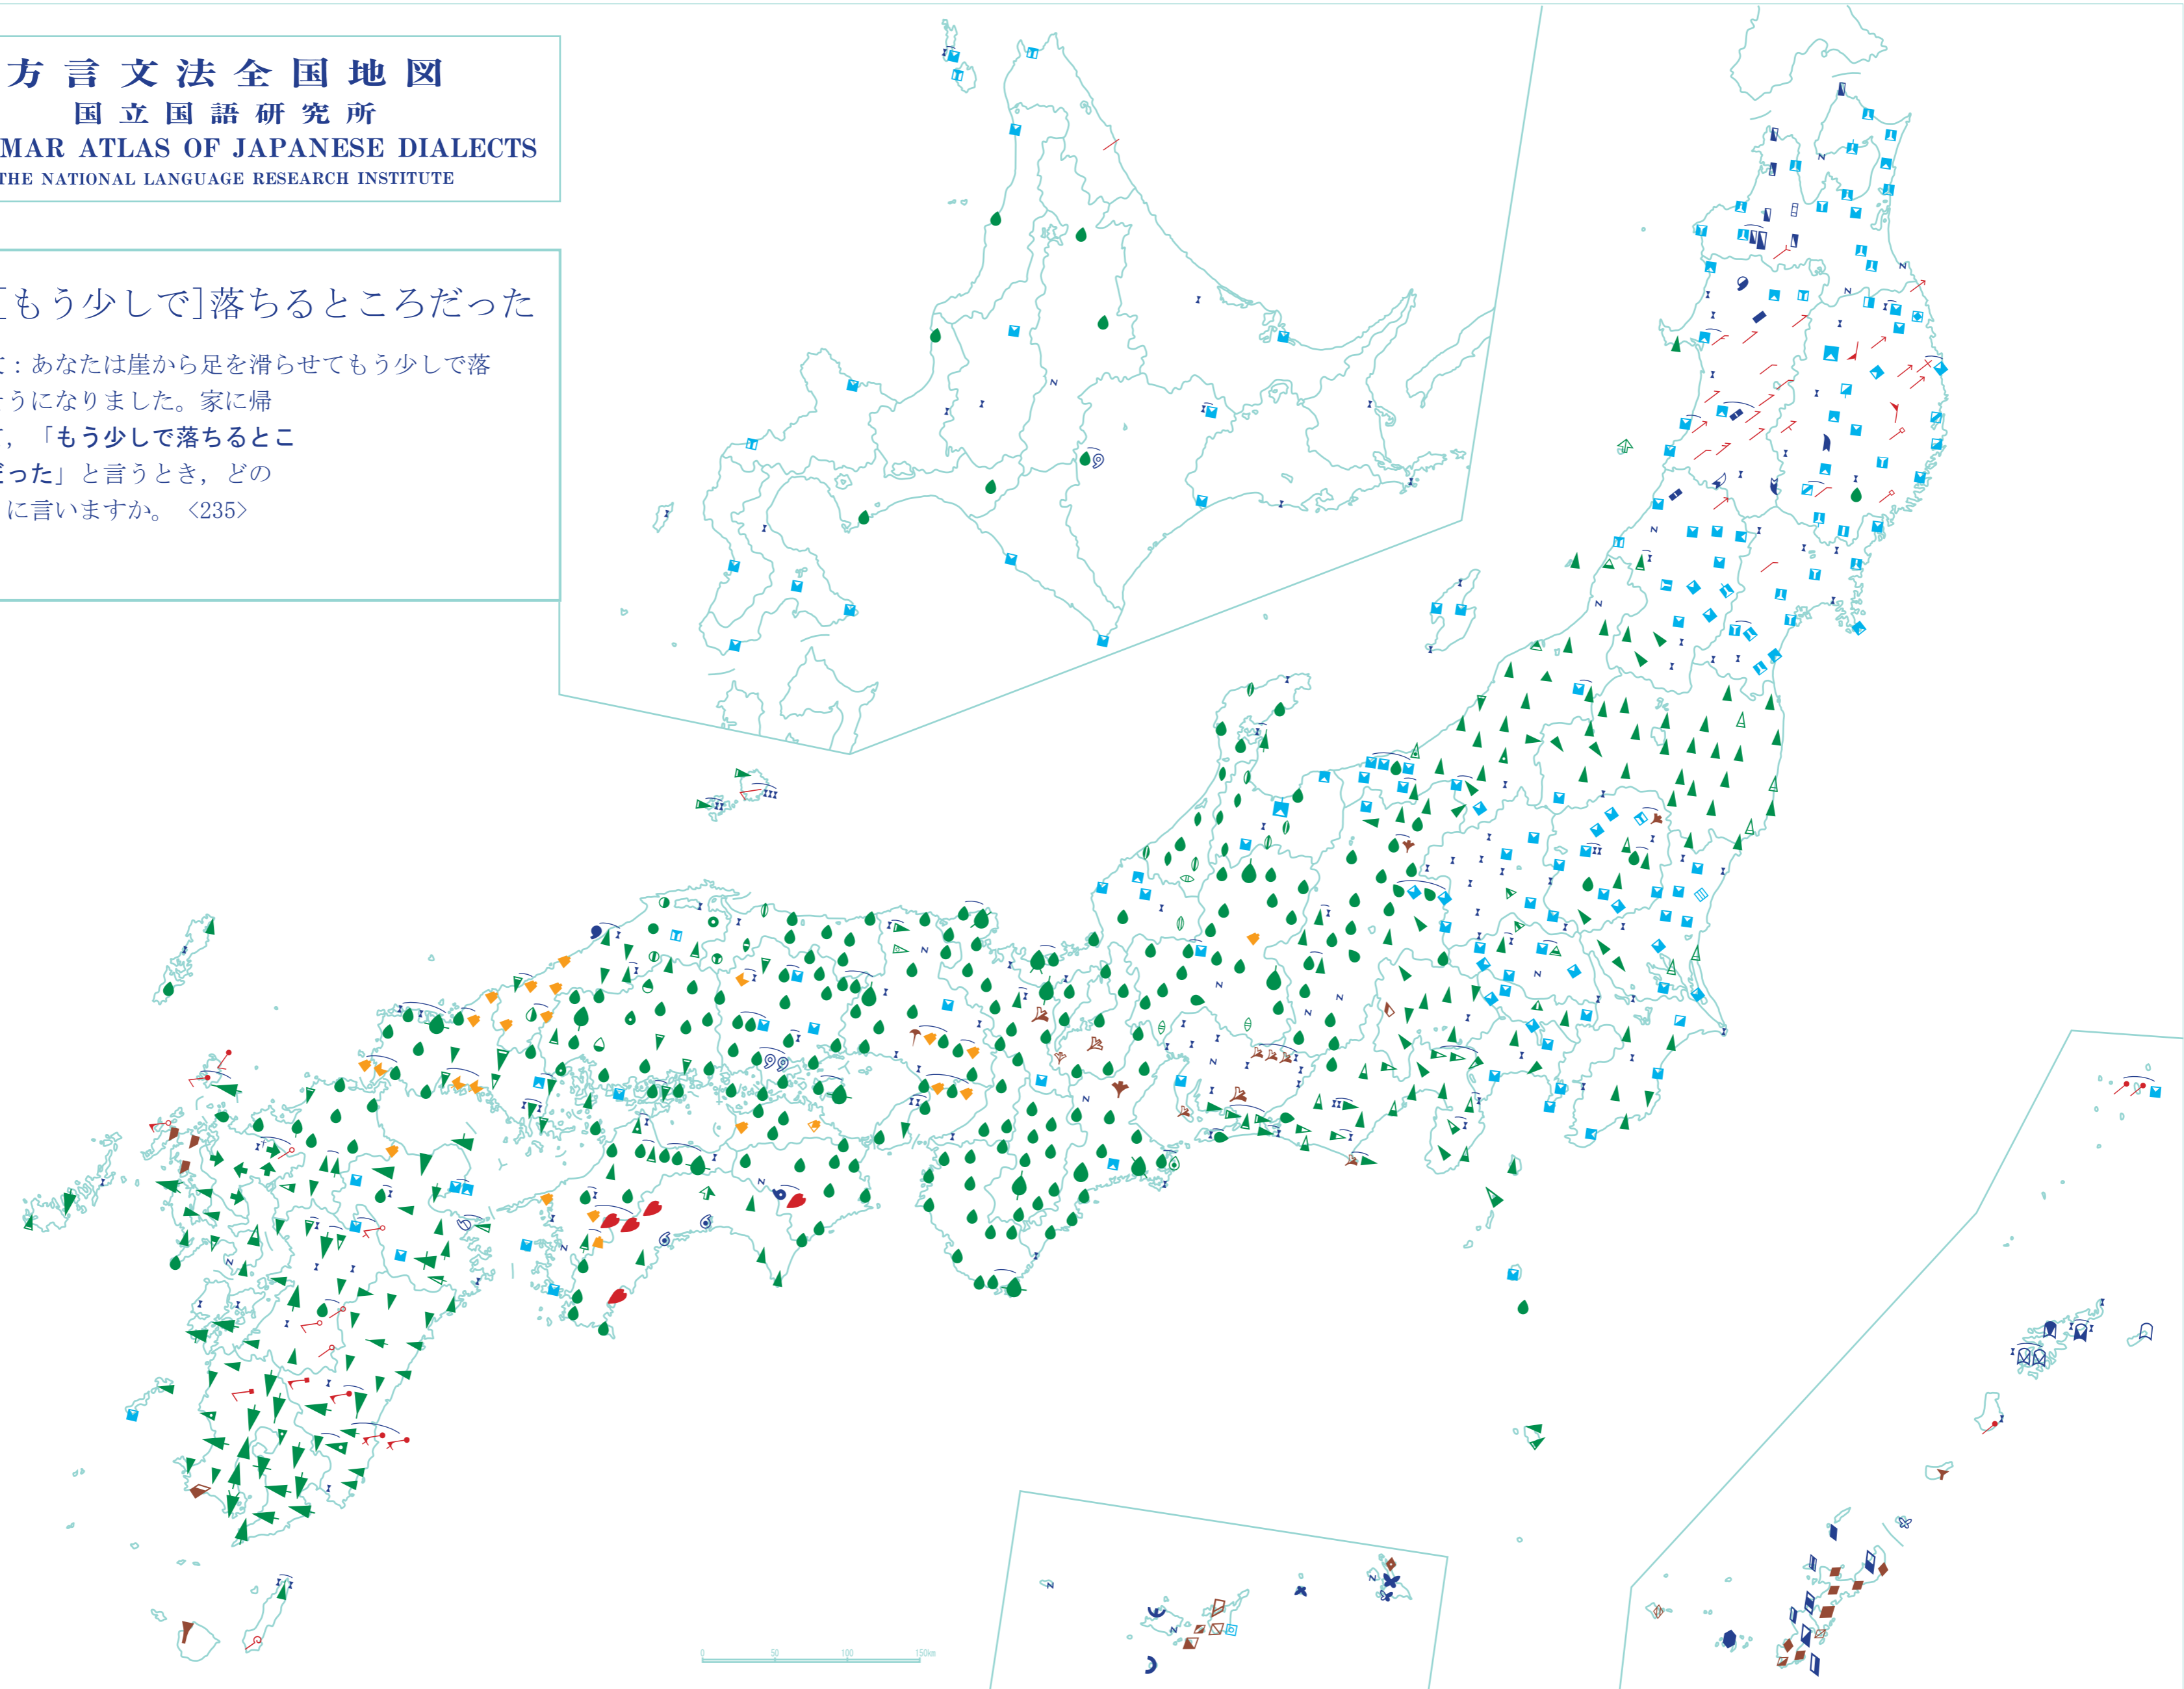 方言文法全国地図
国立国語研究所
MAR ATLAS OF JAPANESE DIALECTS
THE NATIONAL LANGUAGE RESEARCH INSTITUTE
[もう少しで]落ちるところだった
：あなたは崖から足を滑らせてもう少しで落
うになりました。家に帰
，「もう少しで落ちるとこ
だった」と言うとき，どの
に言いますか。〈235〉
0 50 100 150km